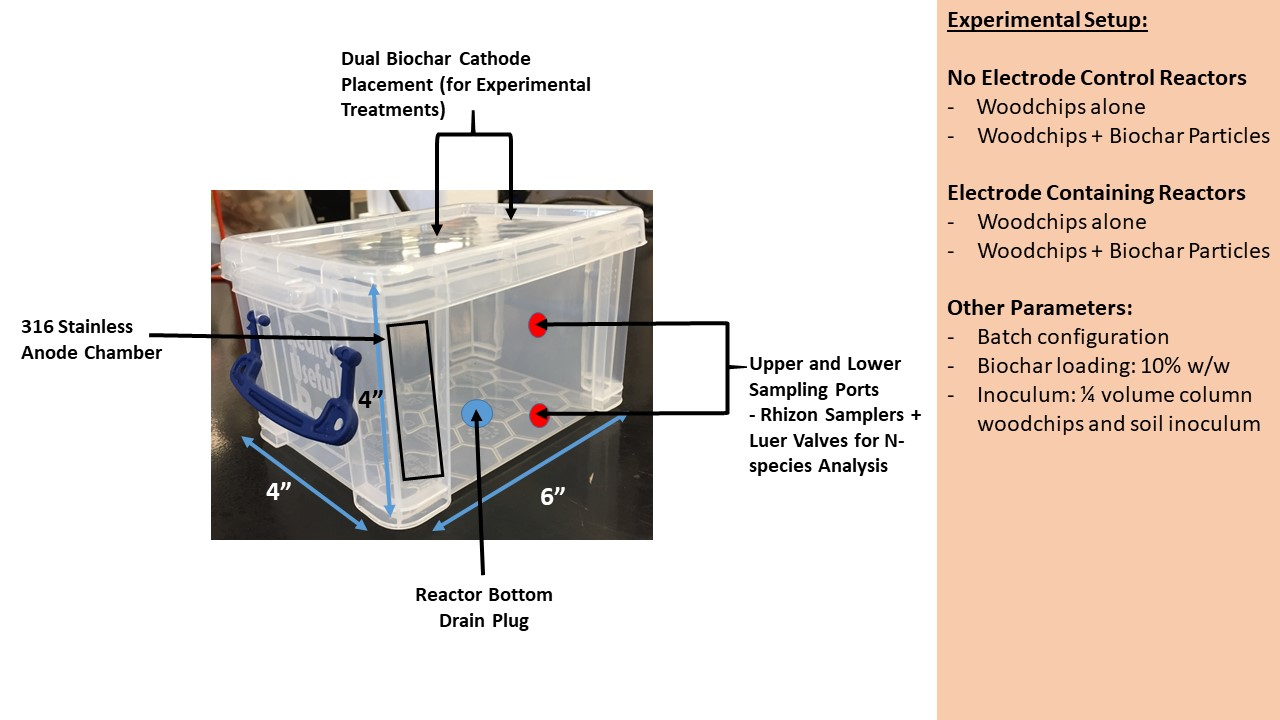 Dual Biochar Cathode
Placement (for Experimental
Treatments)
316 Stainless
Anode Chamber
Useful
4”
4”
6”
Upper and Lower
Sampling Ports
- Rhizon Samplers +
Luer Valves for N-
species Analysis
Reactor Bottom
Drain Plug
Experimental Setup:
No Electrode Control Reactors
- Woodchips alone
- Woodchips + Biochar Particles
Electrode Containing Reactors
- Woodchips alone
- Woodchips + Biochar Particles
Other Parameters:
- Batch configuration
- Biochar loading: 10% w/w
- Inoculum: ¼ volume column
woodchips and soil inoculum